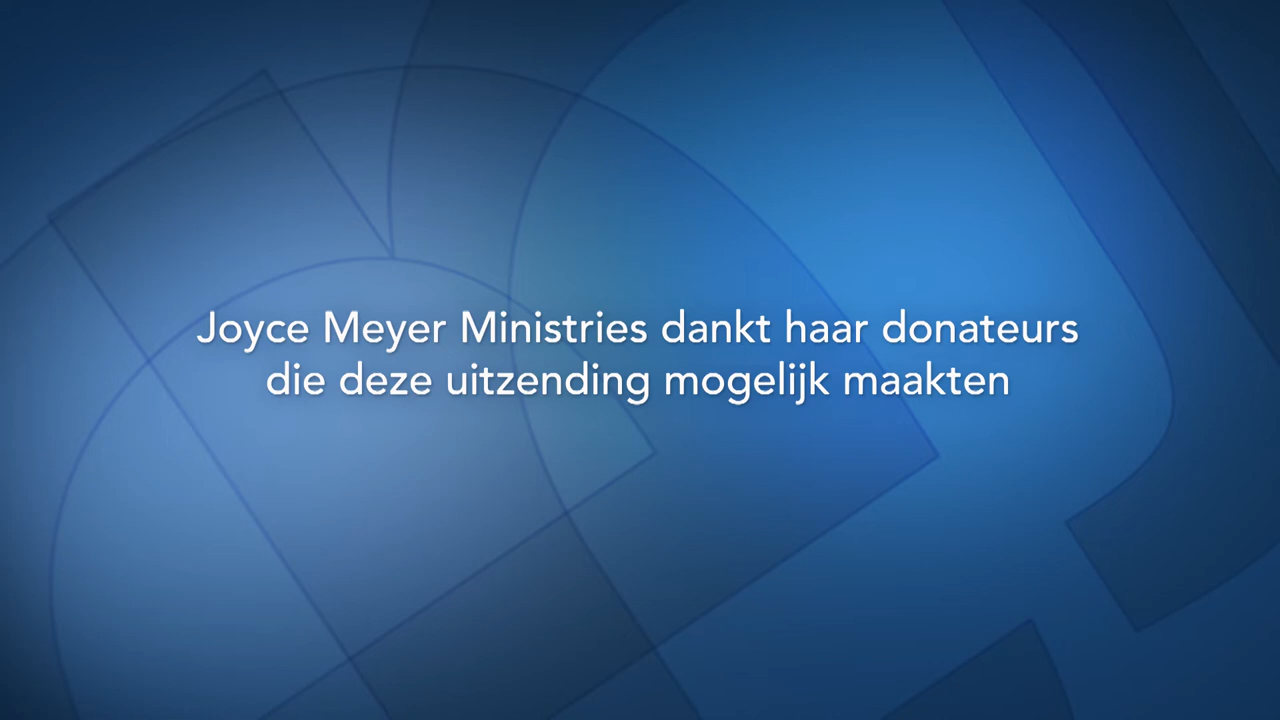 Joyce Meyer Ministries dankt haar donateurs
die deze uitzending mogelijk maakten